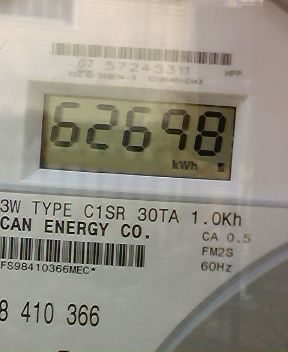 07 57245311 HPP
62698
kWh
3W TYPE C1SR 30TA 1.0Kh
CAN ENERGY CO. CA 0.5
FM2S
FS98410366MEC* 60Hz
8 410 366